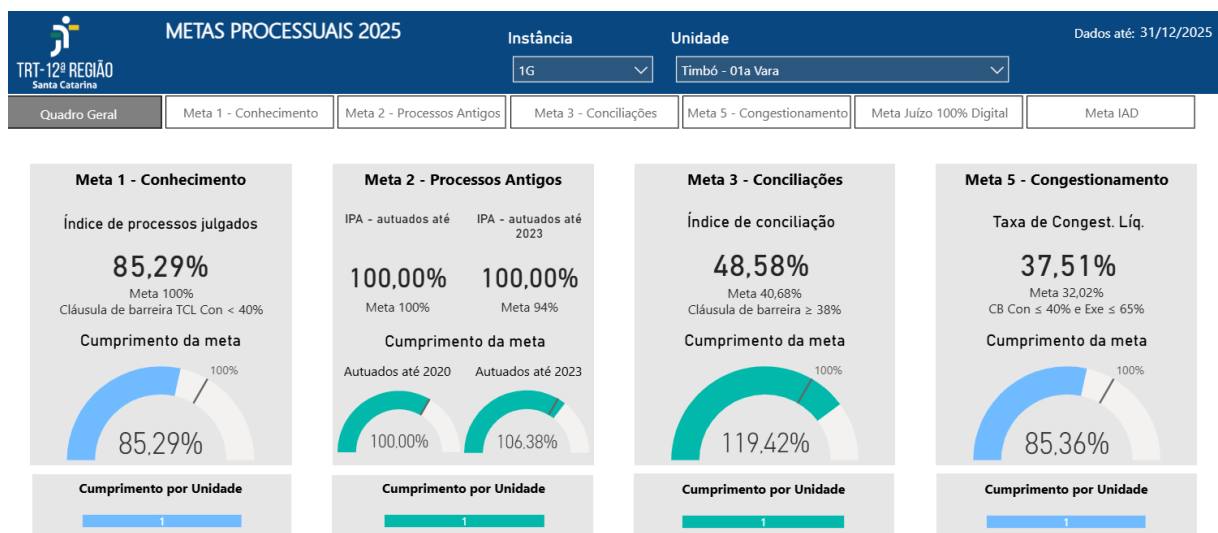 METAS PROCESSUAIS 2025
Instância
Unidade
Dados até: 31/12/2025
TRT-12ª REGIÃO
Santa Catarina
1G
Timbó - 01a Vara
Quadro Geral
Meta 1 - Conhecimento
Meta 2 - Processos Antigos
Meta 3 - Conciliações
Meta 5 - Congestionamento
Meta Juízo 100% Digital
Meta IAD
Meta 1 - Conhecimento
Índice de processos julgados
85,29%
Meta 100%
Cláusula de barreira TCL Con < 40%
Cumprimento da meta
100%
85,29%
Cumprimento por Unidade
1
Meta 2 - Processos Antigos
IPA - autuados até
IPA - autuados até
2023
100,00%
100,00%
Meta 100%
Meta 94%
Cumprimento da meta
Autuados até 2020
Autuados até 2023
100,00%
106,38%
Cumprimento por Unidade
1
Meta 3 - Conciliações
Índice de conciliação
48,58%
Meta 40,68%
Cláusula de barreira ≥ 38%
Cumprimento da meta
100%
119,42%
Cumprimento por Unidade
1
Meta 5 - Congestionamento
Taxa de Congest. Líq.
37,51%
Meta 32,02%
CB Con ≤ 40% e Exe ≤ 65%
Cumprimento da meta
100%
85,36%
Cumprimento por Unidade
1